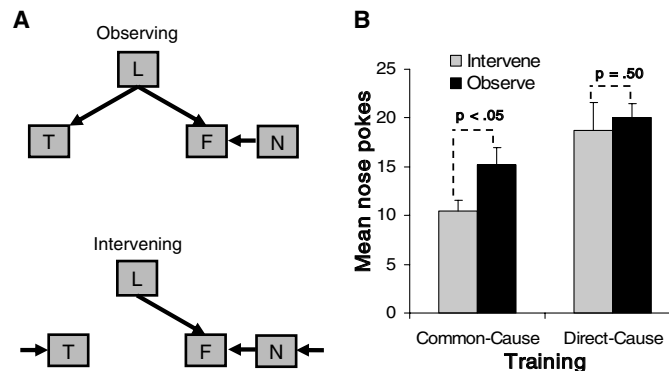 A
Observing
L
T F N
Intervening
L
T F N
B
Intervene
Observe
25
20
15
10
5
0
p < .05
p = .50
Mean nose pokes
Common-Cause Direct-Cause
Training